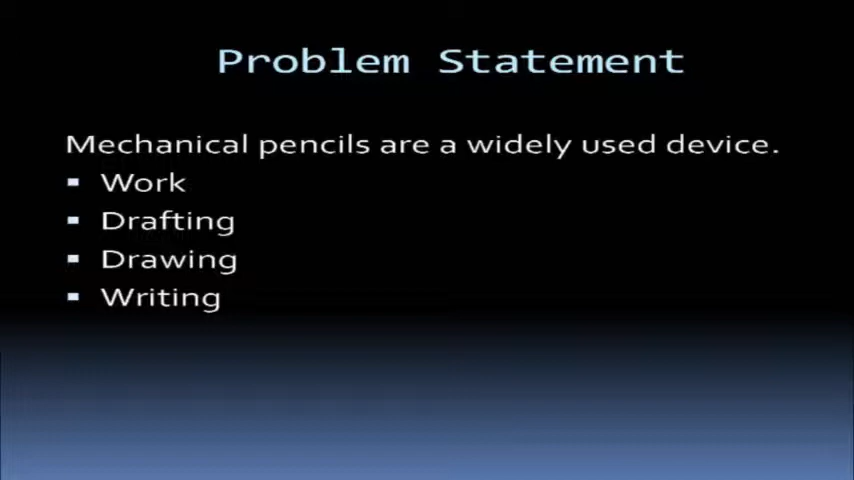 Problem Statement
Mechanical pencils are a widely used device.
▪ Work
▪ Drafting
▪ Drawing
▪ Writing